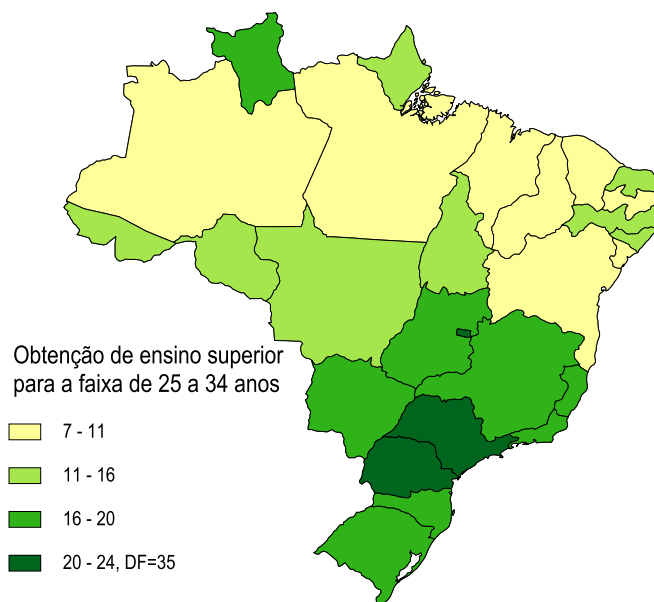 Obtenção de ensino superior
para a faixa de 25 a 34 anos
7 - 11
11 - 16
16 - 20
20 - 24, DF=35